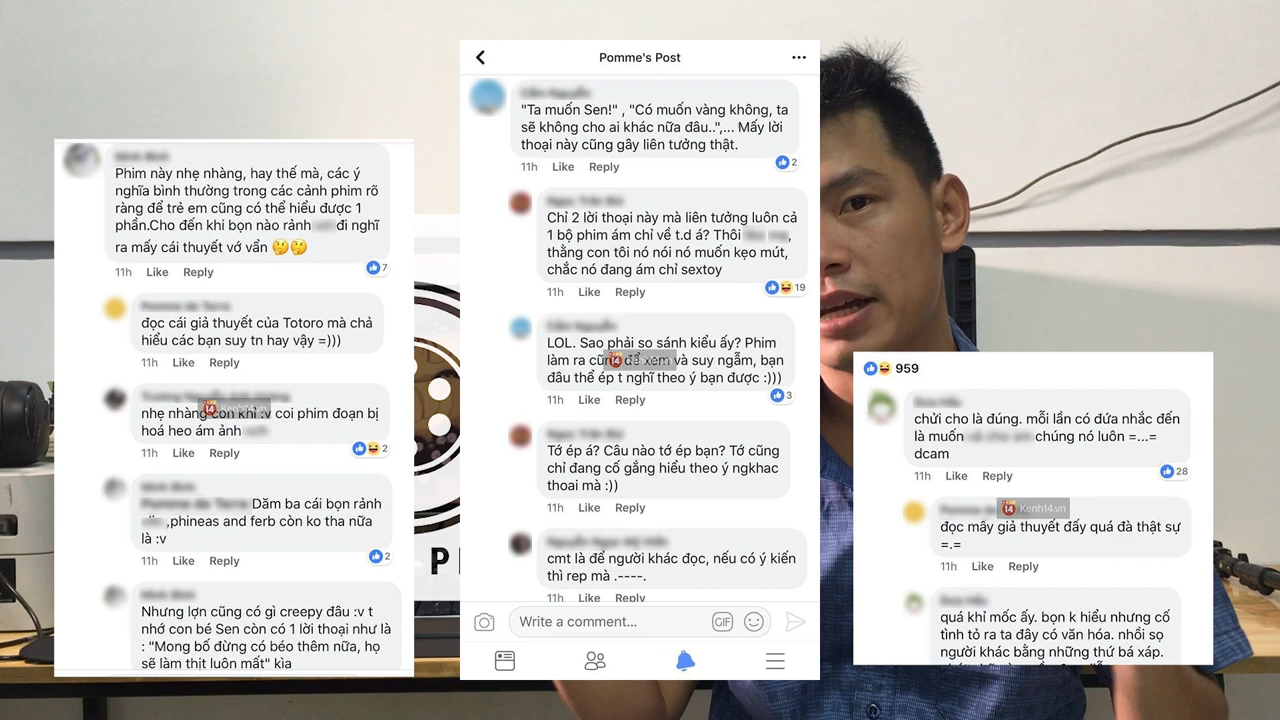 Phim này nhẹ nhàng, hay thế mà, các ý
nghĩa bình thường trong các cảnh phim rõ
ràng để trẻ em cũng có thể hiểu được 1
phần.Cho đến khi bọn nào rảnh đi nghĩ
ra mấy cái thuyết vớ vẩn 🤔🤔
11h Like Reply 7
Pomme de Terre
đọc cái giả thuyết của Totoro mà chả
hiểu các bạn suy tn hay vậy =)))
11h Like Reply
nhẹ nhàng con khỉ :v coi phim đoạn bị
hoá heo ám ảnh
11h Like Reply 2
Pomme de Terre Dăm ba cái bọn rảnh
,phineas and ferb còn ko tha nữa
là :v
11h Like Reply 2
Nhưng lợn cũng có gì creepy đâu :v t
nhớ con bé Sen còn có 1 lời thoại như là
: "Mong bố đừng có béo thêm nữa, họ
sẽ làm thịt luôn mất" kìa
14 Kenh14.vn
Pomme's Post
"Ta muốn Sen!" , "Có muốn vàng không, ta
sẽ không cho ai khác nữa đâu..",... Mấy lời
thoại này cũng gây liên tưởng thật.
11h Like Reply 2
Chỉ 2 lời thoại này mà liên tưởng luôn cả
1 bộ phim ám chỉ về t.d á? Thôi ,
thằng con tôi nó nói nó muốn kẹo mút,
chắc nó đang ám chỉ sextoy
11h Like Reply 19
LOL. Sao phải so sánh kiểu ấy? Phim
làm ra cũng để xem và suy ngẫm, bạn
đâu thể ép t nghĩ theo ý bạn được :)))
11h Like Reply 3
14
Tớ ép á? Câu nào tớ ép bạn? Tớ cũng
chỉ đang cố gắng hiểu theo ý ngkhac
thoai mà :))
11h Like Reply
cmt là để người khác đọc, nếu có ý kiến
thì rep mà .----.
11h Like Reply
Write a comment... GIF
P
959
chửi cho là đúng. mỗi lần có đứa nhắc đến
là muốn chúng nó luôn =...=
dcam
11h Like Reply 28
14 Kenh14.vn
đọc mây giả thuyết đấy quá đà thật sư
=.=
11h Like Reply
quá khỉ mốc ấy. bọn k hiểu nhưng cố
tình tỏ ra ta đây có văn hóa. nhồi sọ
người khác bằng những thứ bá xáp.